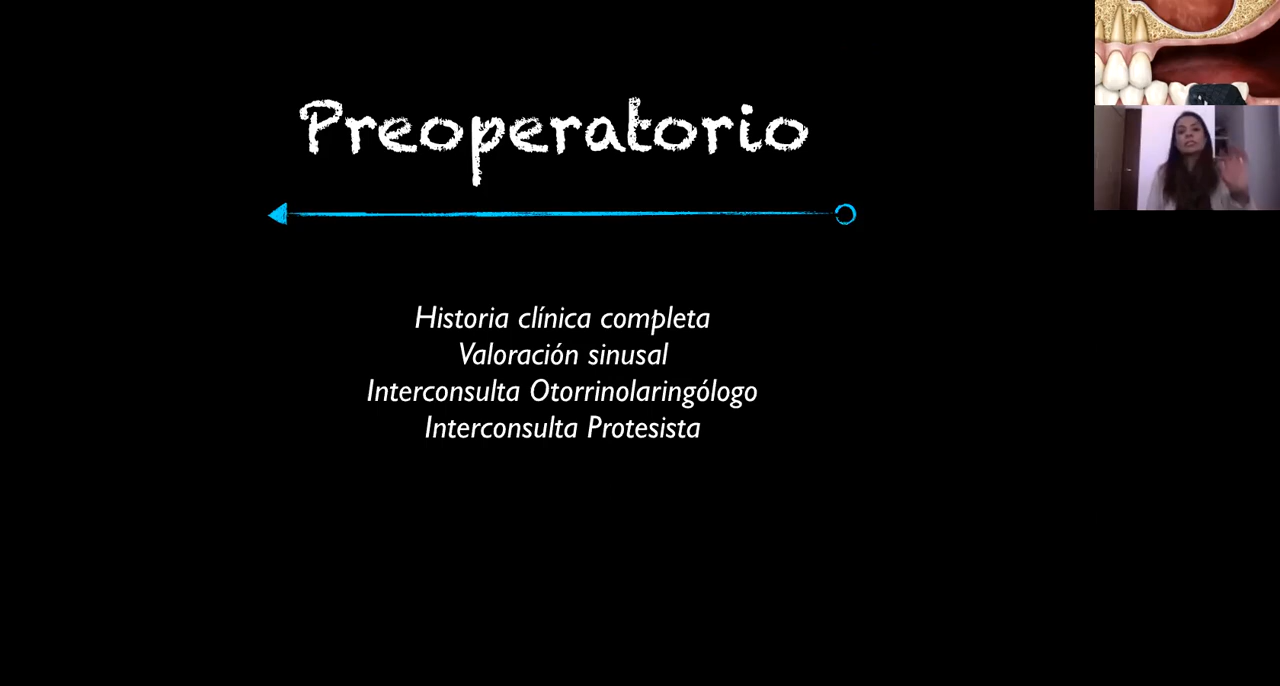 Preoperatorio
Historia clínica completa
Valoración sinusal
Interconsulta Otorrinolaringólogo
Interconsulta Protesista